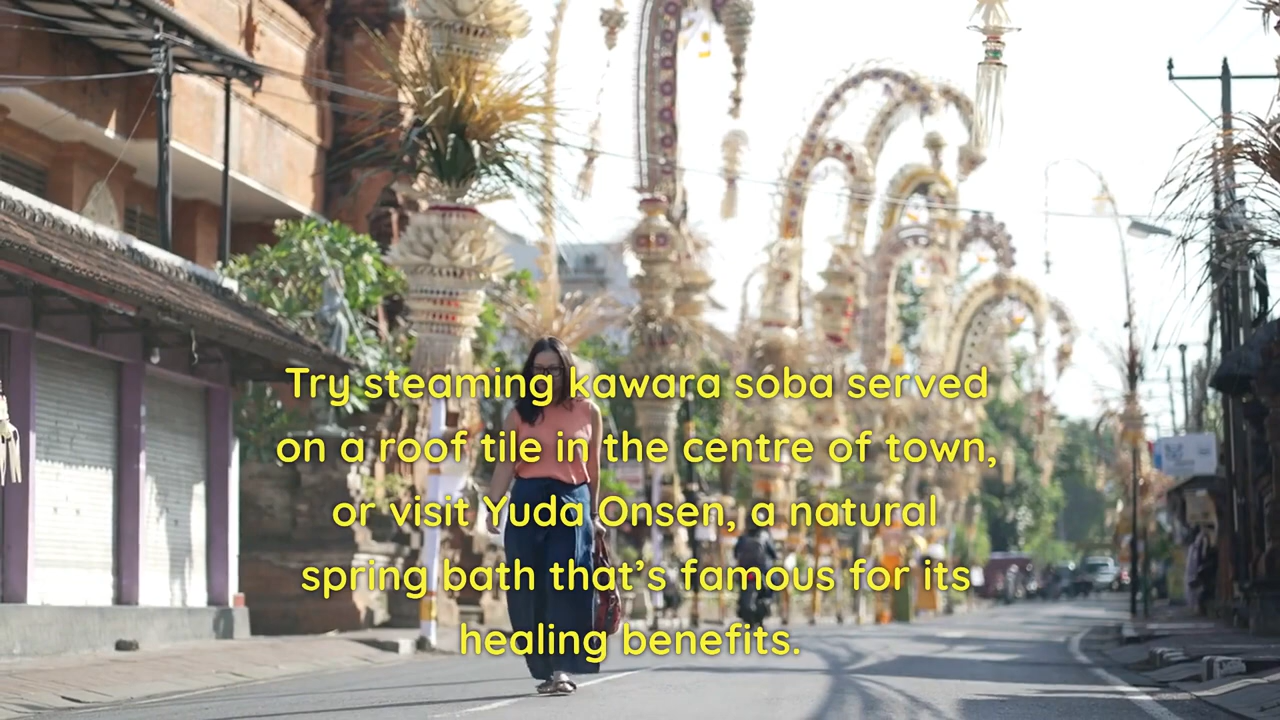 Try steaming kawara soba served
on a roof tile in the centre of town,
or visit Yuda Onsen, a natural
spring bath that’s famous for its
healing benefits.